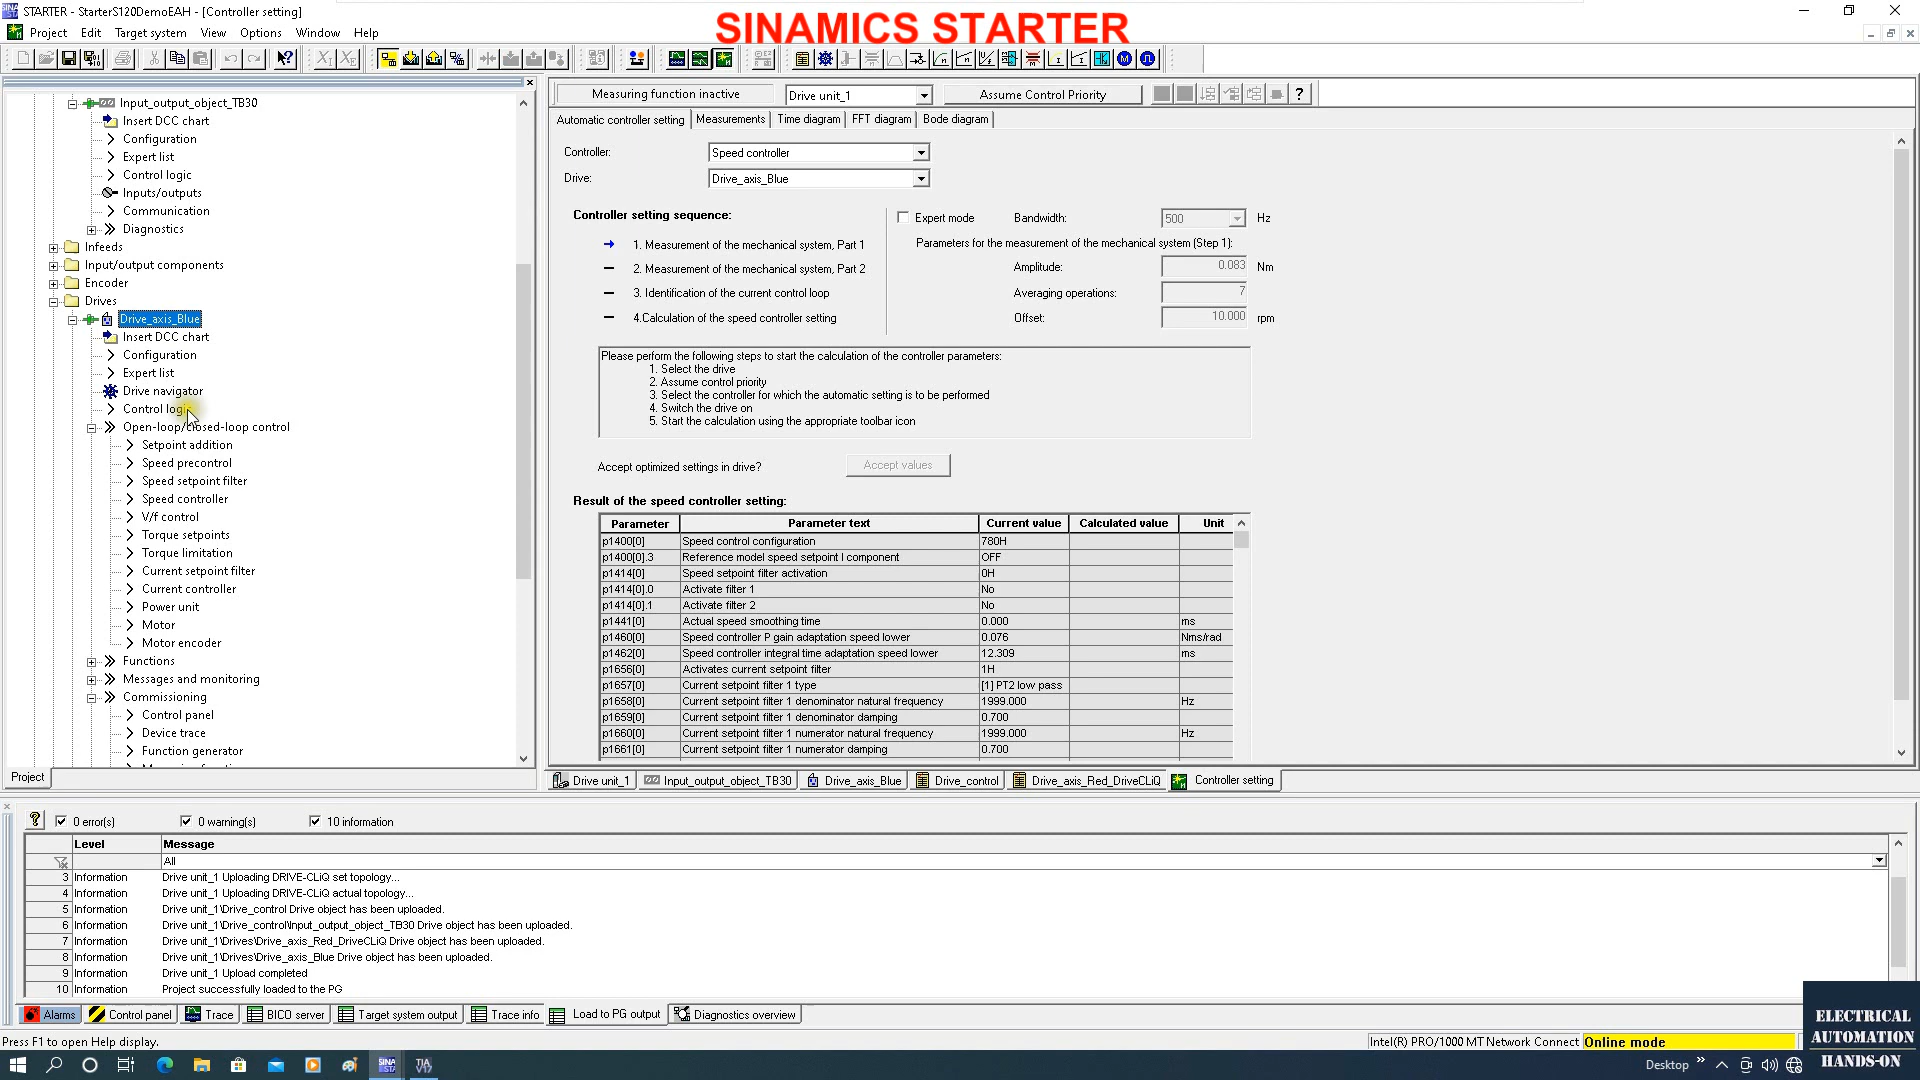 STARTER - StarterS120DemoEAH - [Controller setting]
SINAMICS STARTER
Project Edit Target system View Options Window Help
Input_output_object_TB30
Insert DCC chart
Configuration
Expert list
Control logic
Inputs/outputs
Communication
Diagnostics
Infeeds
Input/output components
Encoder
Drives
Drive_axis_Blue
Insert DCC chart
Configuration
Expert list
Drive navigator
Control logic
Open-loop/closed-loop control
Setpoint addition
Speed precontrol
Speed setpoint filter
Speed controller
V/f control
Torque setpoints
Torque limitation
Current setpoint filter
Current controller
Power unit
Motor
Motor encoder
Functions
Messages and monitoring
Commissioning
Control panel
Device trace
Function generator
Project
Measuring function inactive Drive unit_1 Assume Control Priority
Automatic controller setting Measurements Time diagram FFT diagram Bode diagram
Controller: Speed controller
Drive: Drive_axis_Blue
Controller setting sequence:
1. Measurement of the mechanical system, Part 1
2. Measurement of the mechanical system, Part 2
3. Identification of the current control loop
4.Calculation of the speed controller setting
Expert mode Bandwidth: 500 Hz
Parameters for the measurement of the mechanical system (Step 1):
Amplitude: 0.083 Nm
Averaging operations: 7
Offset: 10.000 rpm
Please perform the following steps to start the calculation of the controller parameters:
1. Select the drive
2. Assume control priority
3. Select the controller for which the automatic setting is to be performed
4. Switch the drive on
5. Start the calculation using the appropriate toolbar icon
Accept optimized settings in drive? Accept values
Result of the speed controller setting:
Parameter Parameter text Current value Calculated value Unit
p1400[0] Speed control configuration 780H
p1400[0].3 Reference model speed setpoint I component OFF
p1414[0] Speed setpoint filter activation 0H
p1414[0].0 Activate filter 1 No
p1414[0].1 Activate filter 2 No
p1441[0] Actual speed smoothing time 0.000 ms
p1460[0] Speed controller P gain adaptation speed lower 0.076 Nms/rad
p1462[0] Speed controller integral time adaptation speed lower 12.309 ms
p1656[0] Activates current setpoint filter 1H
p1657[0] Current setpoint filter 1 type [1] PT2 low pass
p1658[0] Current setpoint filter 1 denominator natural frequency 1999.000 Hz
p1659[0] Current setpoint filter 1 denominator damping 0.700
p1660[0] Current setpoint filter 1 numerator natural frequency 1999.000 Hz
p1661[0] Current setpoint filter 1 numerator damping 0.700
Drive unit_1 Input_output_object_TB30 Drive_axis_Blue Drive_control Drive_axis_Red_DriveCLiQ Controller setting
0 error(s) 0 warning(s) 10 information
Level Message
All
3 Information Drive unit_1 Uploading DRIVE-CLiQ set topology...
4 Information Drive unit_1 Uploading DRIVE-CLiQ actual topology...
5 Information Drive unit_1\Drive_control Drive object has been uploaded.
6 Information Drive unit_1\Drive_control\Input_output_object_TB30 Drive object has been uploaded.
7 Information Drive unit_1\Drives\Drive_axis_Red_DriveCLiQ Drive object has been uploaded.
8 Information Drive unit_1\Drives\Drive_axis_Blue Drive object has been uploaded.
9 Information Drive unit_1 Upload completed
10 Information Project successfully loaded to the PG
Alarms Control panel Trace BICO server Target system output Trace info Load to PG output Diagnostics overview
Press F1 to open Help display. Intel(R) PRO/1000 MT Network Connect Online mode
ELECTRICAL
AUTOMATION
HANDS-ON
Desktop